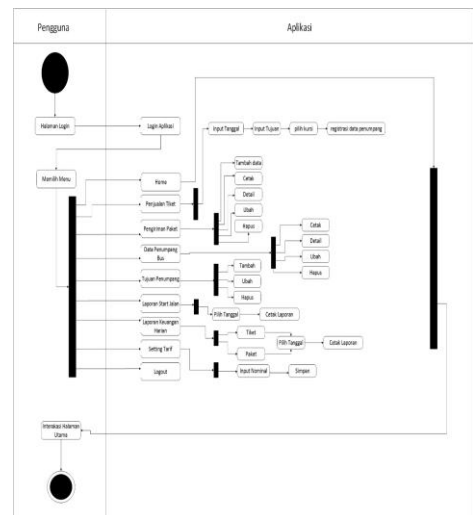 Pengguna
Aplikasi
Halaman Login
Login Aplikasi
Memilih Menu
Home
Penjualan Tiket
Input Tanggal
Input Tujuan
pilih kursi
registrasi data penumpang
Pengiriman Paket
Tambah data
Cetak
Detail
Ubah
Hapus
Data Penumpang
Bus
Cetak
Detail
Ubah
Hapus
Tujuan Penumpang
Tambah
Ubah
Hapus
Laporan Start Jalan
Pilih Tanggal
Cetak Laporan
Laporan Keuangan
Harian
Tiket
Paket
Pilih Tanggal
Cetak Laporan
Setting Tarif
Input Nominal
Simpan
Logout
Interaksi Halaman
Utama